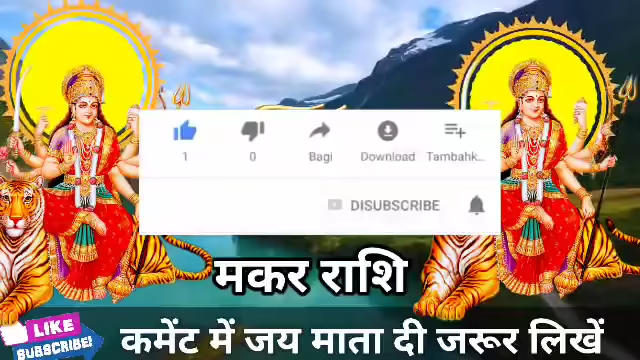 1 0 Bagi Download Tambahk...
DISUBSCRIBE
मकर राशि
LIKE
SUBSCRIBE!
कमेंट में जय माता दी जरूर लिखें